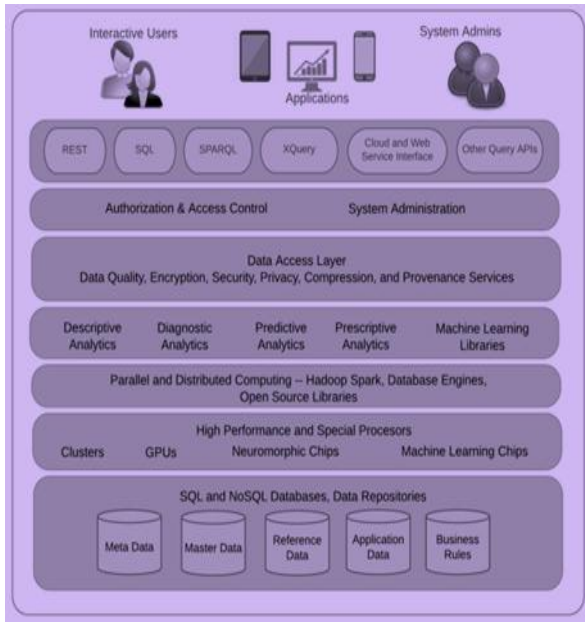 Interactive Users
System Admins
Applications
REST
SQL
SPARQL
XQuery
Cloud and Web
Service Interface
Other Query APIs
Authorization & Access Control
System Administration
Data Access Layer
Data Quality, Encryption, Security, Privacy, Compression, and Provenance Services
Descriptive
Analytics
Diagnostic
Analytics
Predictive
Analytics
Prescriptive
Analytics
Machine Learning
Libraries
Parallel and Distributed Computing -- Hadoop Spark, Database Engines,
Open Source Libraries
High Performance and Special Procesors
Clusters
GPUs
Neuromorphic Chips
Machine Learning Chips
SQL and NoSQL Databases, Data Repositories
Meta Data
Master Data
Reference
Data
Application
Data
Business
Rules